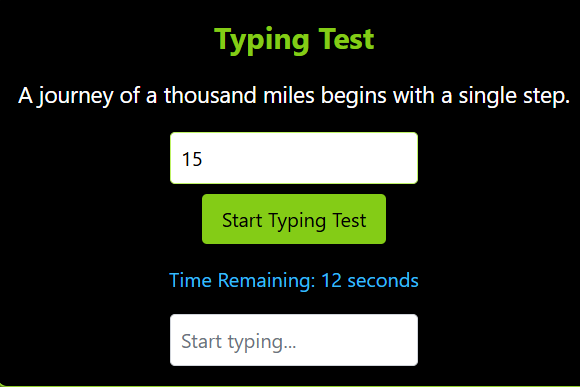 Typing Test
A journey of a thousand miles begins with a single step.
15
Start Typing Test
Time Remaining: 12 seconds
Start typing...